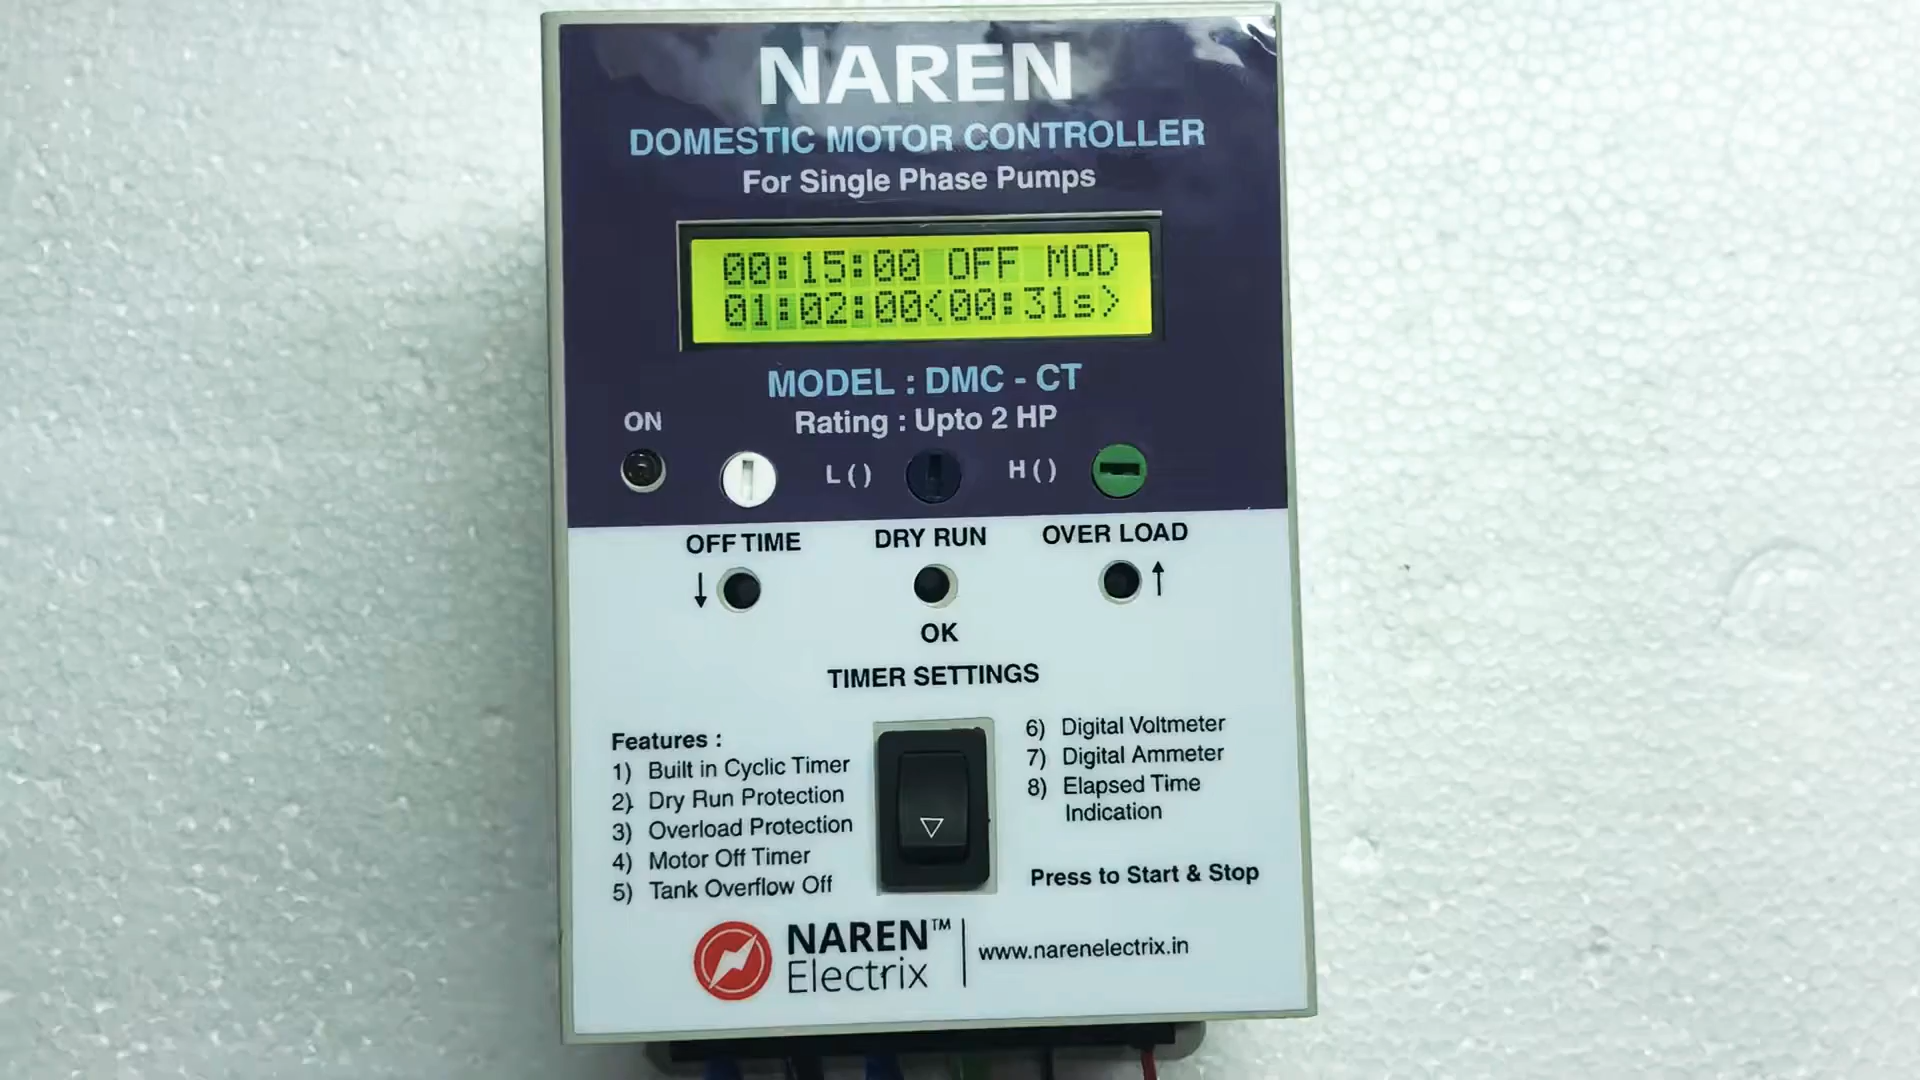 NAREN
DOMESTIC MOTOR CONTROLLER
For Single Phase Pumps
00:15:00 OFF MOD
01:02:00<00:31s>
MODEL : DMC - CT
Rating : Upto 2 HP
ON
L ( )
H ( )
OFF TIME
DRY RUN
OVER LOAD
↓
↑
OK
TIMER SETTINGS
Features :
1) Built in Cyclic Timer
2) Dry Run Protection
3) Overload Protection
4) Motor Off Timer
5) Tank Overflow Off
6) Digital Voltmeter
7) Digital Ammeter
8) Elapsed Time
Indication
Press to Start & Stop
NAREN™
Electrix
www.narenelectrix.in